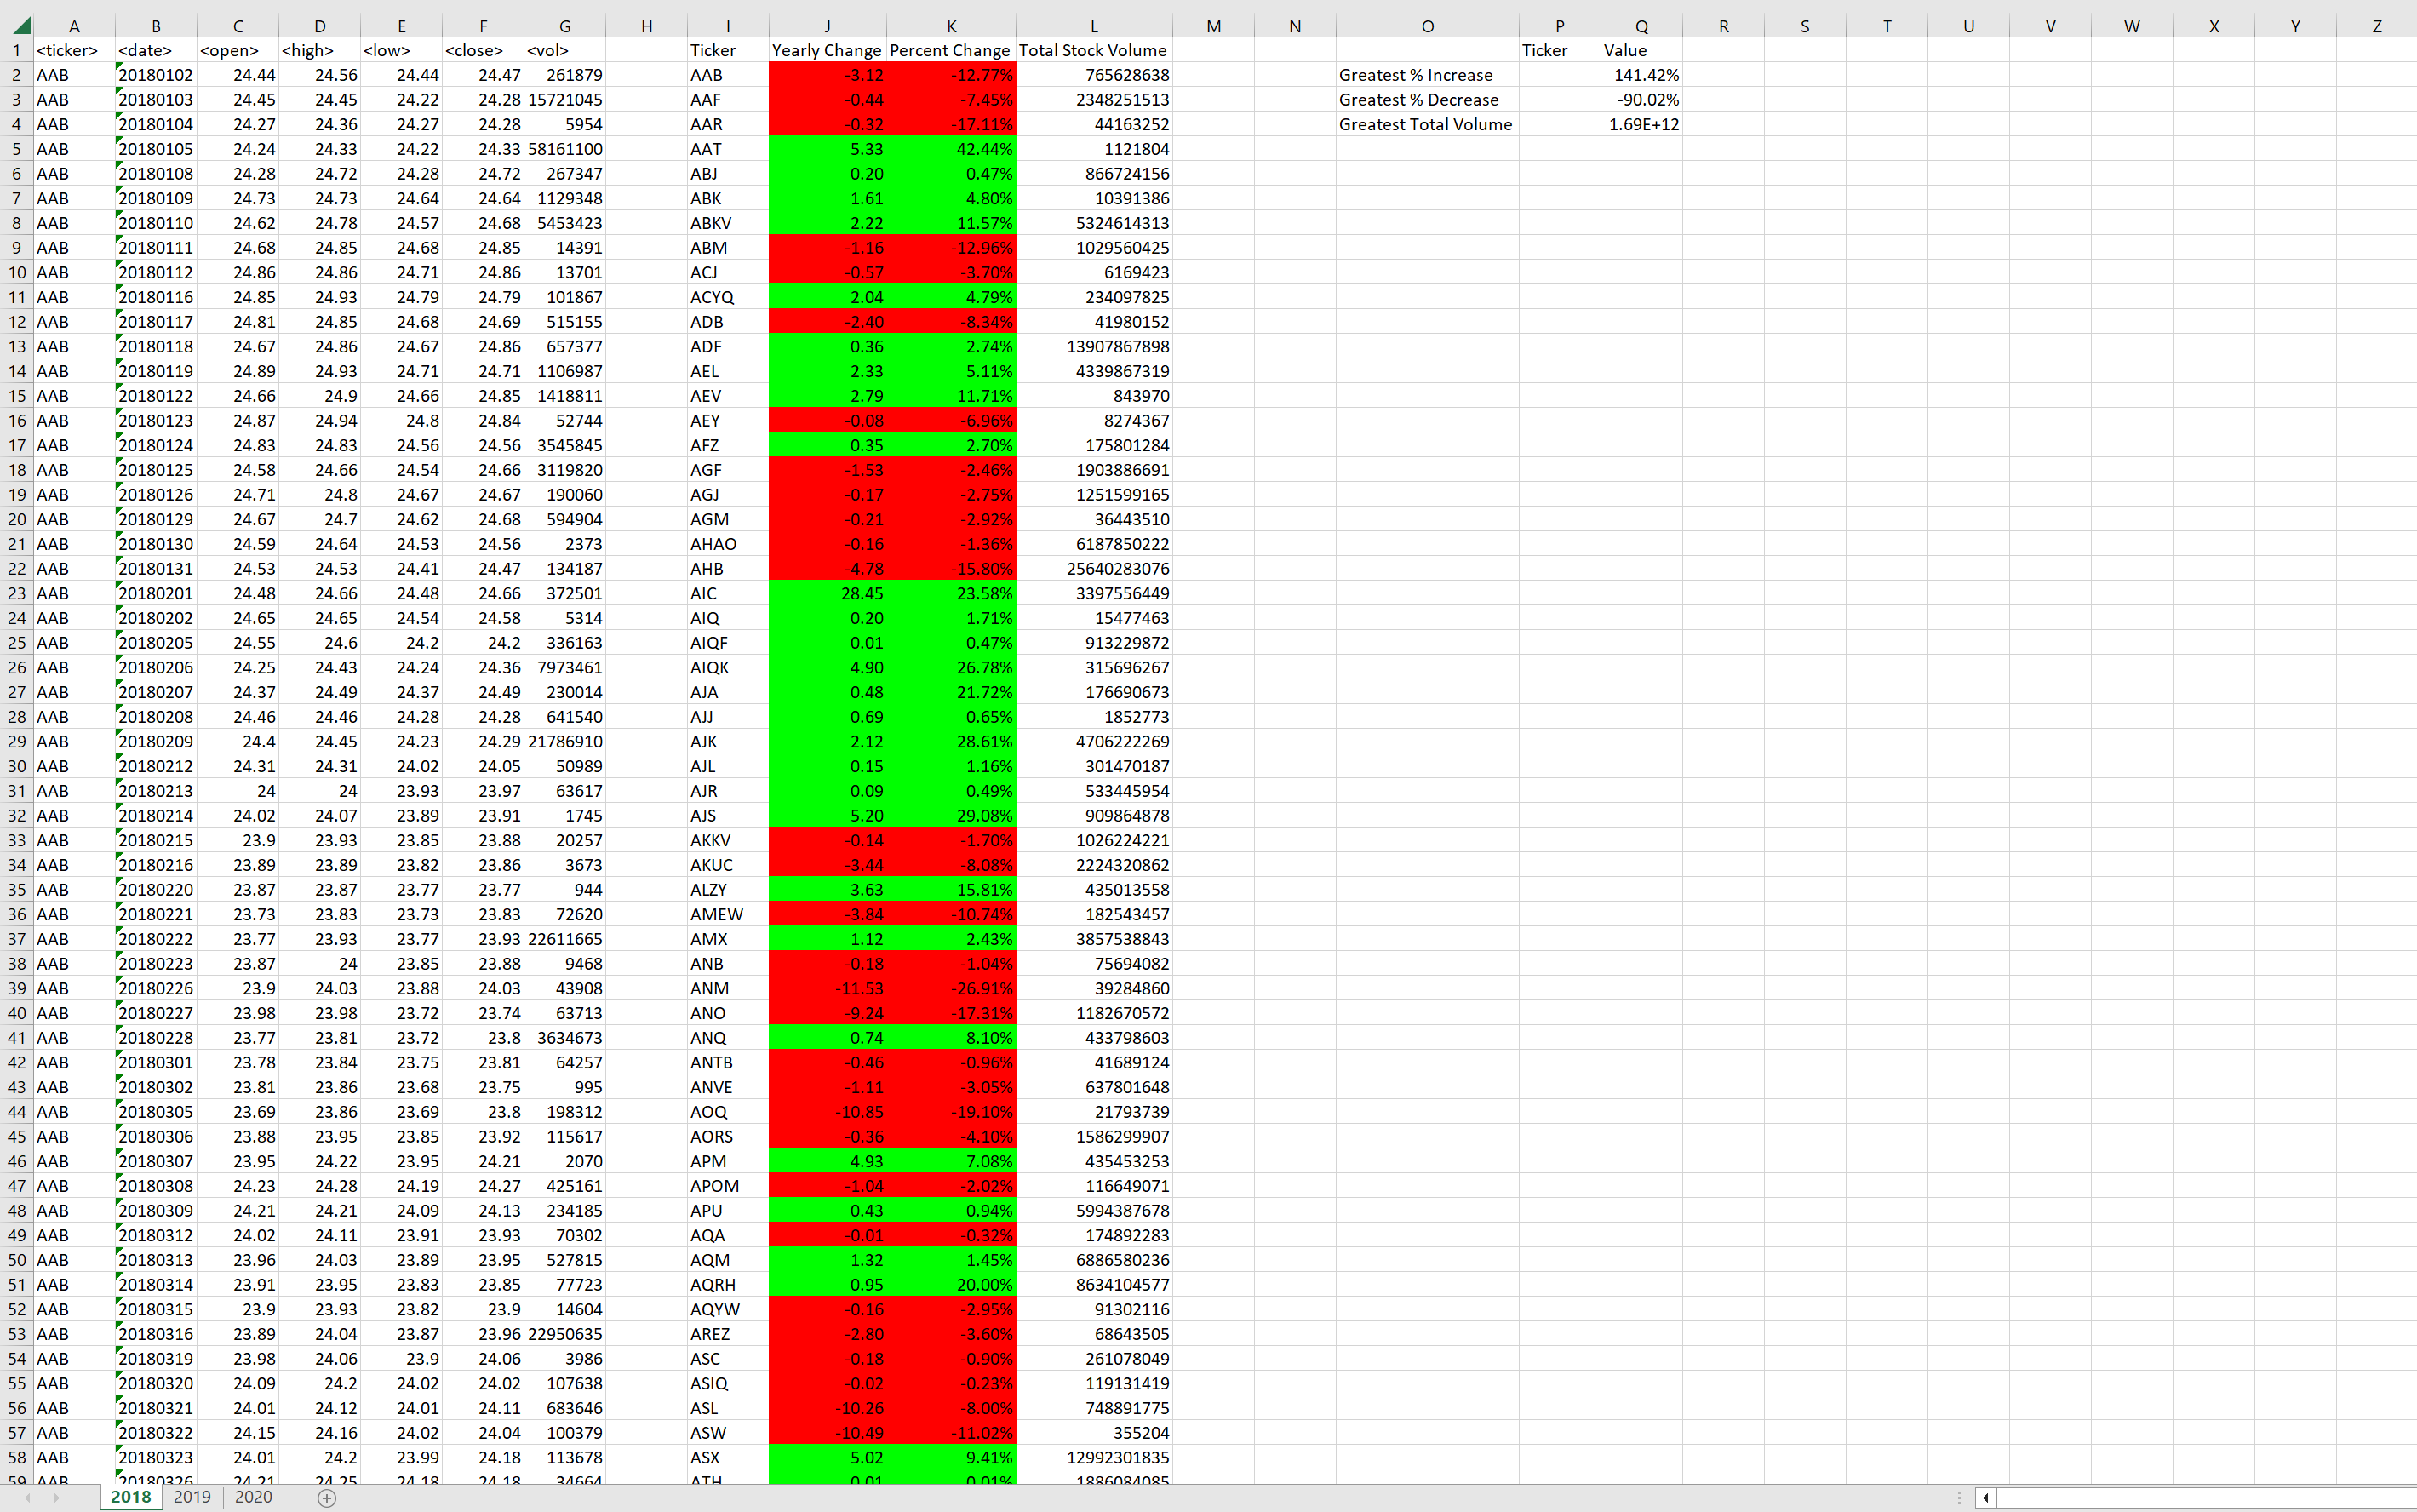 A B C D E F G H I J K L M N O P Q R S T U V W X Y Z
1 <ticker> <date> <open> <high> <low> <close> <vol> Ticker Yearly Change Percent Change Total Stock Volume Ticker Value
2 AAB 20180102 24.44 24.56 24.44 24.47 261879 AAB -3.12 -12.77% 765628638 Greatest % Increase 141.42%
3 AAB 20180103 24.45 24.45 24.22 24.28 15721045 AAF -0.44 -7.45% 2348251513 Greatest % Decrease -90.02%
4 AAB 20180104 24.27 24.36 24.27 24.28 5954 AAR -0.32 -17.11% 44163252 Greatest Total Volume 1.69E+12
5 AAB 20180105 24.24 24.33 24.22 24.33 58161100 AAT 5.33 42.44% 1121804
6 AAB 20180108 24.28 24.72 24.28 24.72 267347 ABJ 0.20 0.47% 866724156
7 AAB 20180109 24.73 24.73 24.64 24.64 1129348 ABK 1.61 4.80% 10391386
8 AAB 20180110 24.62 24.78 24.57 24.68 5453423 ABKV 2.22 11.57% 5324614313
9 AAB 20180111 24.68 24.85 24.68 24.85 14391 ABM -1.16 -12.96% 1029560425
10 AAB 20180112 24.86 24.86 24.71 24.86 13701 ACJ -0.57 -3.70% 6169423
11 AAB 20180116 24.85 24.93 24.79 24.79 101867 ACYQ 2.04 4.79% 234097825
12 AAB 20180117 24.81 24.85 24.68 24.69 515155 ADB -2.40 -8.34% 41980152
13 AAB 20180118 24.67 24.86 24.67 24.86 657377 ADF 0.36 2.74% 13907867898
14 AAB 20180119 24.89 24.93 24.71 24.71 1106987 AEL 2.33 5.11% 4339867319
15 AAB 20180122 24.66 24.9 24.66 24.85 1418811 AEV 2.79 11.71% 843970
16 AAB 20180123 24.87 24.94 24.8 24.84 52744 AEY -0.08 -6.96% 8274367
17 AAB 20180124 24.83 24.83 24.56 24.56 3545845 AFZ 0.35 2.70% 175801284
18 AAB 20180125 24.58 24.66 24.54 24.66 3119820 AGF -1.53 -2.46% 1903886691
19 AAB 20180126 24.71 24.8 24.67 24.67 190060 AGJ -0.17 -2.75% 1251599165
20 AAB 20180129 24.67 24.7 24.62 24.68 594904 AGM -0.21 -2.92% 36443510
21 AAB 20180130 24.59 24.64 24.53 24.56 2373 AHAO -0.16 -1.36% 6187850222
22 AAB 20180131 24.53 24.53 24.41 24.47 134187 AHB -4.78 -15.80% 25640283076
23 AAB 20180201 24.48 24.66 24.48 24.66 372501 AIC 28.45 23.58% 3397556449
24 AAB 20180202 24.65 24.65 24.54 24.58 5314 AIQ 0.20 1.71% 15477463
25 AAB 20180205 24.55 24.6 24.2 24.2 336163 AIQF 0.01 0.47% 913229872
26 AAB 20180206 24.25 24.43 24.24 24.36 7973461 AIQK 4.90 26.78% 315696267
27 AAB 20180207 24.37 24.49 24.37 24.49 230014 AJA 0.48 21.72% 176690673
28 AAB 20180208 24.46 24.46 24.28 24.28 641540 AJJ 0.69 0.65% 1852773
29 AAB 20180209 24.4 24.45 24.23 24.29 21786910 AJK 2.12 28.61% 4706222269
30 AAB 20180212 24.31 24.31 24.02 24.05 50989 AJL 0.15 1.16% 301470187
31 AAB 20180213 24 24 23.93 23.97 63617 AJR 0.09 0.49% 533445954
32 AAB 20180214 24.02 24.07 23.89 23.91 1745 AJS 5.20 29.08% 909864878
33 AAB 20180215 23.9 23.93 23.85 23.88 20257 AKKV -0.14 -1.70% 1026224221
34 AAB 20180216 23.89 23.89 23.82 23.86 3673 AKUC -3.44 -8.08% 2224320862
35 AAB 20180220 23.87 23.87 23.77 23.77 944 ALZY 3.63 15.81% 435013558
36 AAB 20180221 23.73 23.83 23.73 23.83 72620 AMEW -3.84 -10.74% 182543457
37 AAB 20180222 23.77 23.93 23.77 23.93 22611665 AMX 1.12 2.43% 3857538843
38 AAB 20180223 23.87 24 23.85 23.88 9468 ANB -0.18 -1.04% 75694082
39 AAB 20180226 23.9 24.03 23.88 24.03 43908 ANM -11.53 -26.91% 39284860
40 AAB 20180227 23.98 23.98 23.72 23.74 63713 ANO -9.24 -17.31% 1182670572
41 AAB 20180228 23.77 23.81 23.72 23.8 3634673 ANQ 0.74 8.10% 433798603
42 AAB 20180301 23.78 23.84 23.75 23.81 64257 ANTB -0.46 -0.96% 41689124
43 AAB 20180302 23.81 23.86 23.68 23.75 995 ANVE -1.11 -3.05% 637801648
44 AAB 20180305 23.69 23.86 23.69 23.8 198312 AOQ -10.85 -19.10% 21793739
45 AAB 20180306 23.88 23.95 23.85 23.92 115617 AORS -0.36 -4.10% 1586299907
46 AAB 20180307 23.95 24.22 23.95 24.21 2070 APM 4.93 7.08% 435453253
47 AAB 20180308 24.23 24.28 24.19 24.27 425161 APOM -1.04 -2.02% 116649071
48 AAB 20180309 24.21 24.21 24.09 24.13 234185 APU 0.43 0.94% 5994387678
49 AAB 20180312 24.02 24.11 23.91 23.93 70302 AQA -0.01 -0.32% 174892283
50 AAB 20180313 23.96 24.03 23.89 23.95 527815 AQM 1.32 1.45% 6886580236
51 AAB 20180314 23.91 23.95 23.83 23.85 77723 AQRH 0.95 20.00% 8634104577
52 AAB 20180315 23.9 23.93 23.82 23.9 14604 AQYW -0.16 -2.95% 91302116
53 AAB 20180316 23.89 24.04 23.87 23.96 22950635 AREZ -2.80 -3.60% 68643505
54 AAB 20180319 23.98 24.06 23.9 24.06 3986 ASC -0.18 -0.90% 261078049
55 AAB 20180320 24.09 24.2 24.02 24.02 107638 ASIQ -0.02 -0.23% 119131419
56 AAB 20180321 24.01 24.12 24.01 24.11 683646 ASL -10.26 -8.00% 748891775
57 AAB 20180322 24.15 24.16 24.02 24.04 100379 ASW -10.49 -11.02% 355204
58 AAB 20180323 24.01 24.2 23.99 24.18 113678 ASX 5.02 9.41% 12992301835
59 AAB 20180326 24.21 24.25 24.18 24.18 34664 ATH 0.01 0.01% 1886084085
2018 2019 2020